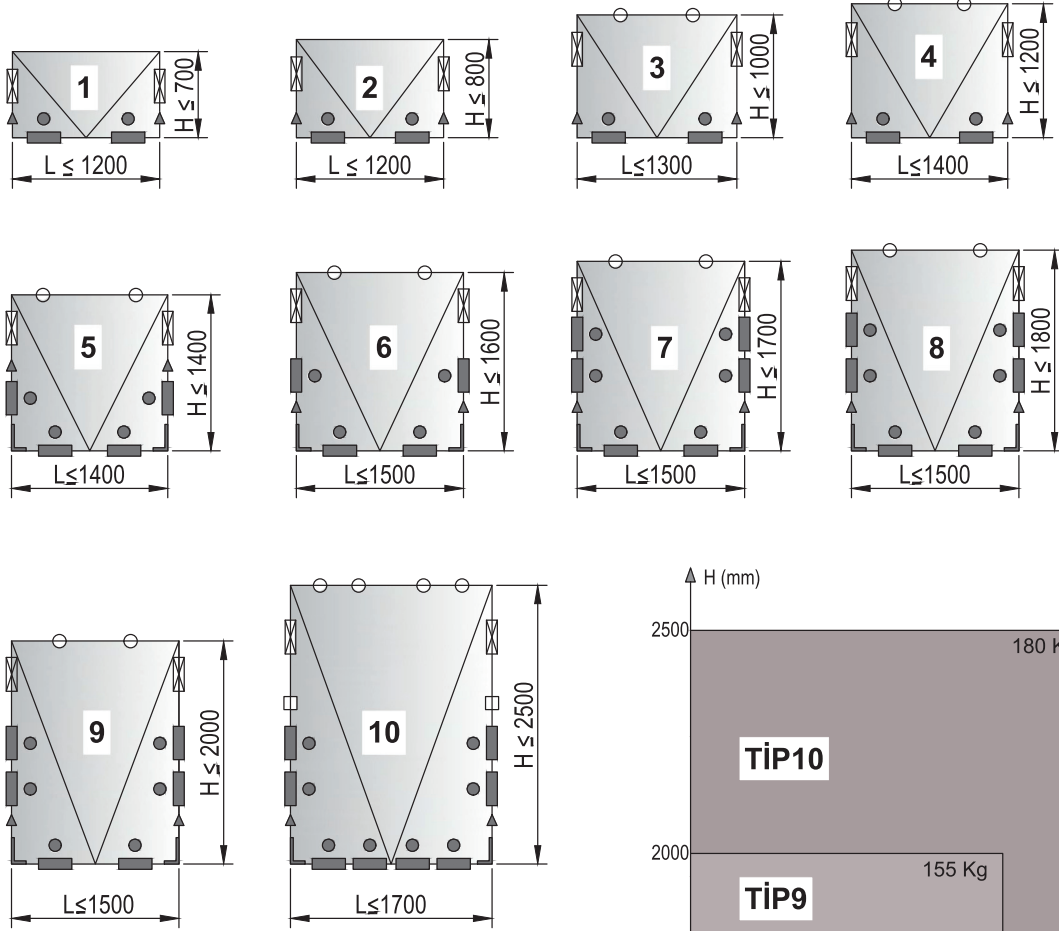 1
H ≤ 700
L ≤ 1200
2
H ≤ 800
L ≤ 1200
3
H ≤ 1000
L≤1300
4
H ≤ 1200
L≤1400
5
H ≤ 1400
L≤1400
6
H ≤ 1600
L≤1500
7
H ≤ 1700
L≤1500
8
H ≤ 1800
L≤1500
9
H ≤ 2000
L≤1500
10
H ≤ 2500
L≤1700
H (mm)
2500
180 K
TİP10
2000
155 Kg
TİP9